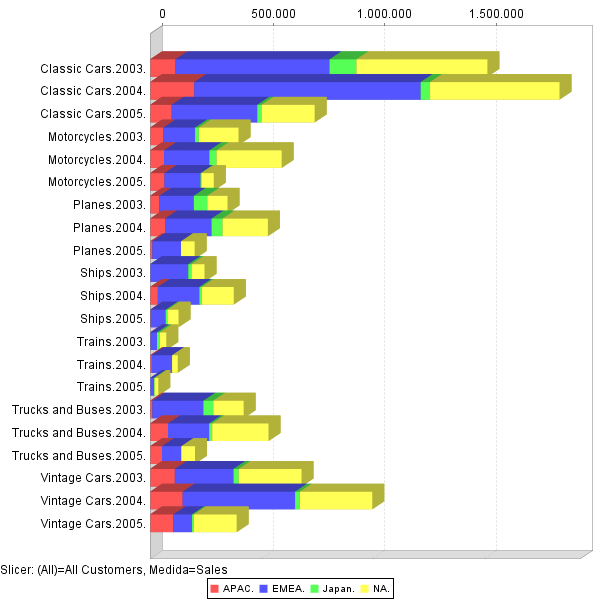 0 500.000 1.000.000 1.500.000
Classic Cars.2003.
Classic Cars.2004.
Classic Cars.2005.
Motorcycles.2003.
Motorcycles.2004.
Motorcycles.2005.
Planes.2003.
Planes.2004.
Planes.2005.
Ships.2003.
Ships.2004.
Ships.2005.
Trains.2003.
Trains.2004.
Trains.2005.
Trucks and Buses.2003.
Trucks and Buses.2004.
Trucks and Buses.2005.
Vintage Cars.2003.
Vintage Cars.2004.
Vintage Cars.2005.
Slicer: (All)=All Customers, Medida=Sales
APAC. EMEA. Japan. NA.